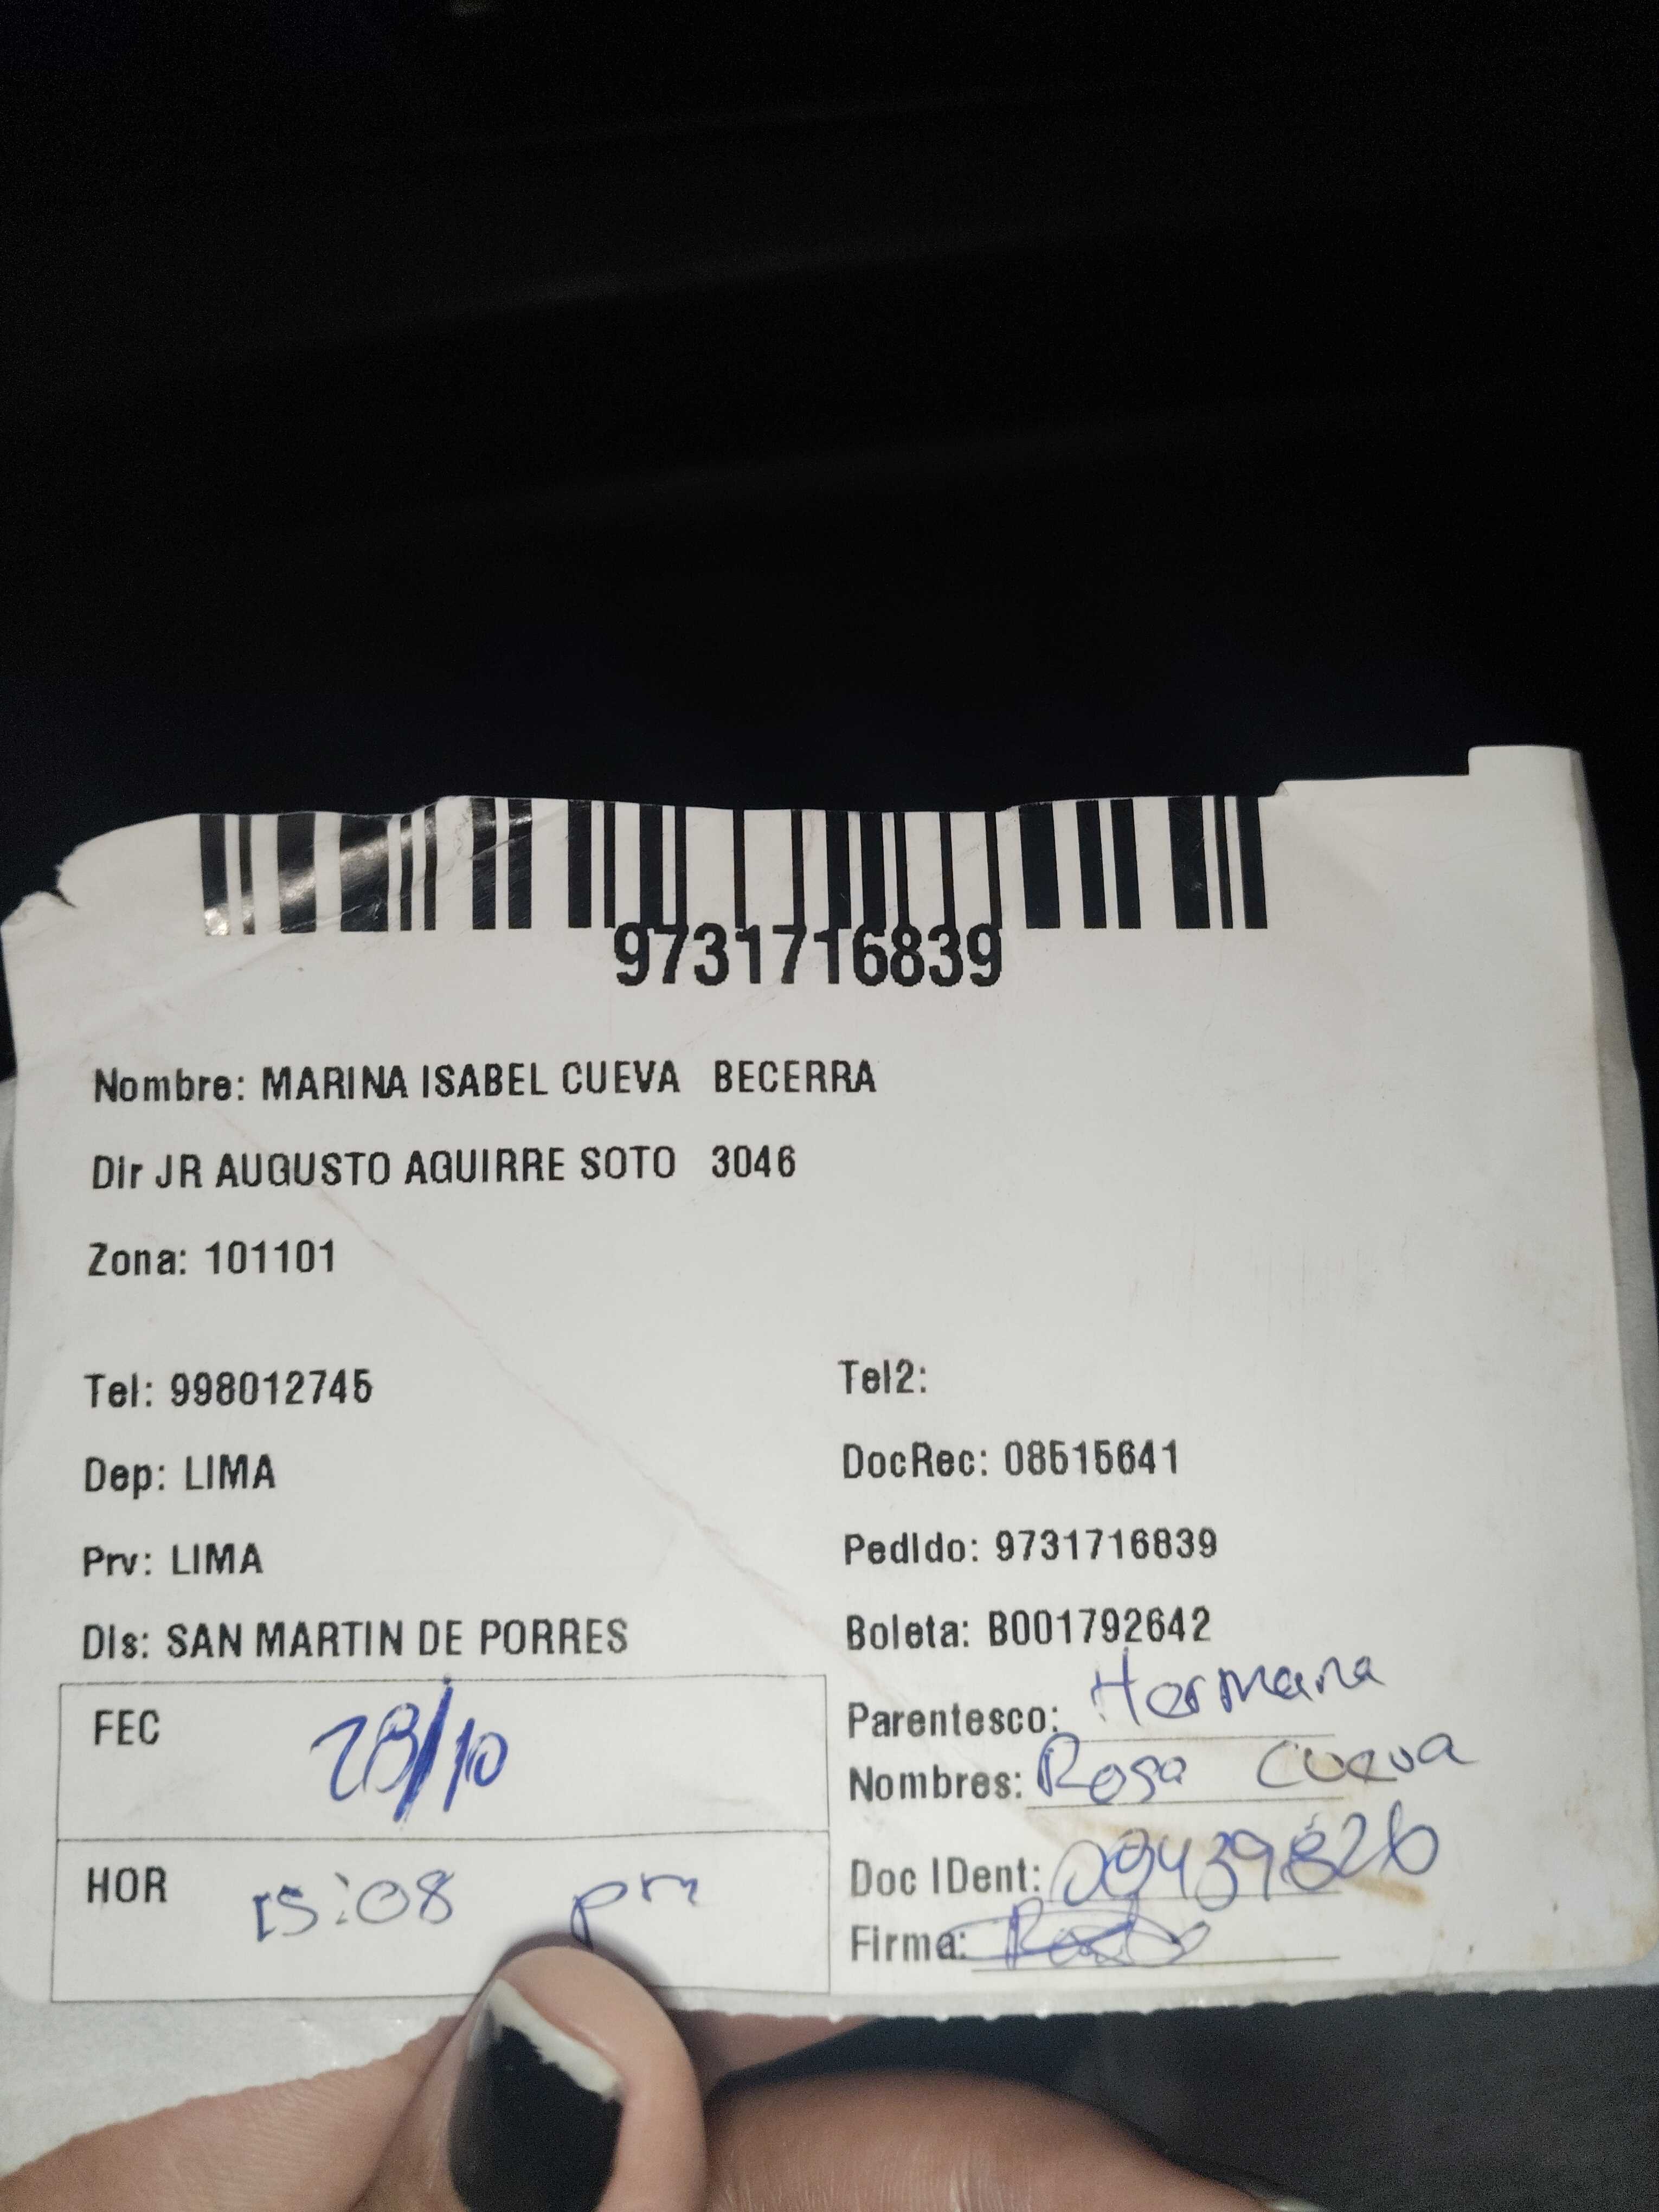 9731716839
Nombre: MARINA ISABEL CUEVA BECERRA
Dir JR AUGUSTO AGUIRRE SOTO 3046
Zona: 101101
Tel: 998012745
Tel2:
Dep: LIMA
DocRec: 08515641
Prv: LIMA
Pedido: 9731716839
Dis: SAN MARTIN DE PORRES
Boleta: B001792642
FEC 28/10
Parentesco: Hermana
Nombres: Rosa Cueva
HOR 15:08 pm
Doc IDent: 09439826
Firma: